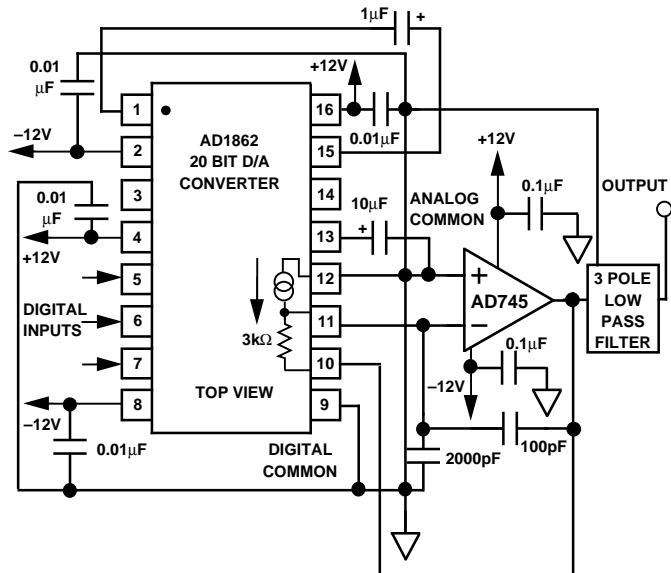 1μF +
0.01
μF
+12V
1
16
0.01μF
–12V
2
15
AD1862
20 BIT D/A
CONVERTER
+12V
3
14
0.01
μF
ANALOG
COMMON
0.1μF
OUTPUT
4
13
10μF
+
+12V
5
12
+
AD745
–
3 POLE
LOW
PASS
FILTER
DIGITAL
INPUTS
6
11
3kΩ
7
10
0.1μF
TOP VIEW
–12V
–12V
8
9
0.01μF
DIGITAL
COMMON
2000pF
100pF